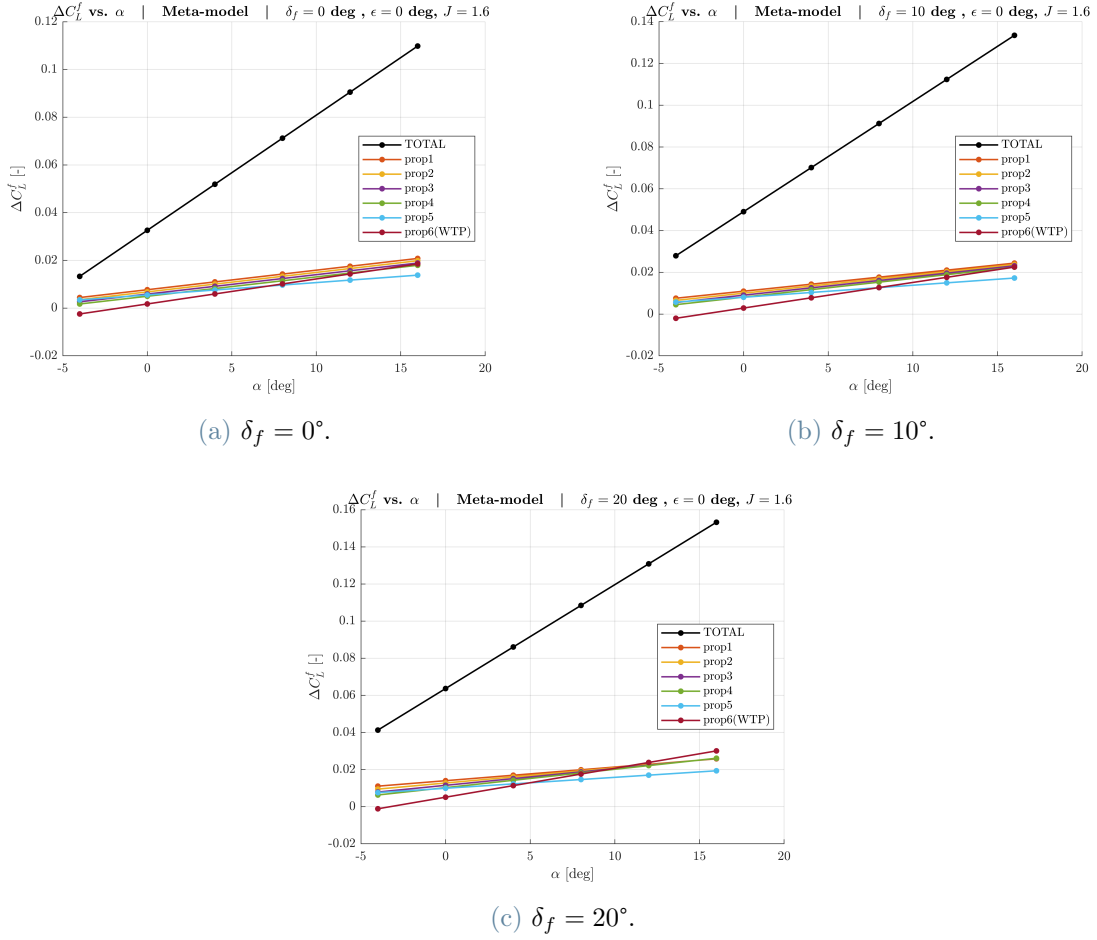 ΔC_L^f vs. α | Meta-model | δ_f = 0 deg , ϵ = 0 deg, J = 1.6
0.12
0.1
0.08
0.06
0.04
0.02
0
-0.02
ΔC_L^f [-]
TOTAL
prop1
prop2
prop3
prop4
prop5
prop6(WTP)
-5 0 5 10 15 20
α [deg]
(a) δ_f = 0°.
ΔC_L^f vs. α | Meta-model | δ_f = 10 deg , ϵ = 0 deg, J = 1.6
0.14
0.12
0.1
0.08
0.06
0.04
0.02
0
-0.02
ΔC_L^f [-]
TOTAL
prop1
prop2
prop3
prop4
prop5
prop6(WTP)
-5 0 5 10 15 20
α [deg]
(b) δ_f = 10°.
ΔC_L^f vs. α | Meta-model | δ_f = 20 deg , ϵ = 0 deg, J = 1.6
0.16
0.14
0.12
0.1
0.08
0.06
0.04
0.02
0
-0.02
ΔC_L^f [-]
TOTAL
prop1
prop2
prop3
prop4
prop5
prop6(WTP)
-5 0 5 10 15 20
α [deg]
(c) δ_f = 20°.